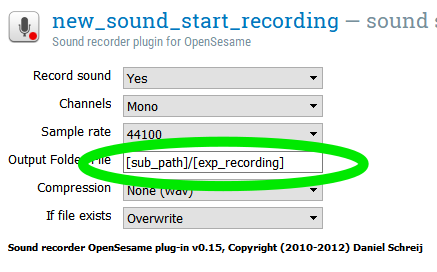 new_sound_start_recording — sound s
Sound recorder plugin for OpenSesame
Record sound Yes
Channels Mono
Sample rate 44100
Output Folder/File [sub_path]/[exp_recording]
Compression None (wav)
If file exists Overwrite
Sound recorder OpenSesame plug-in v0.15, Copyright (2010-2012) Daniel Schreij